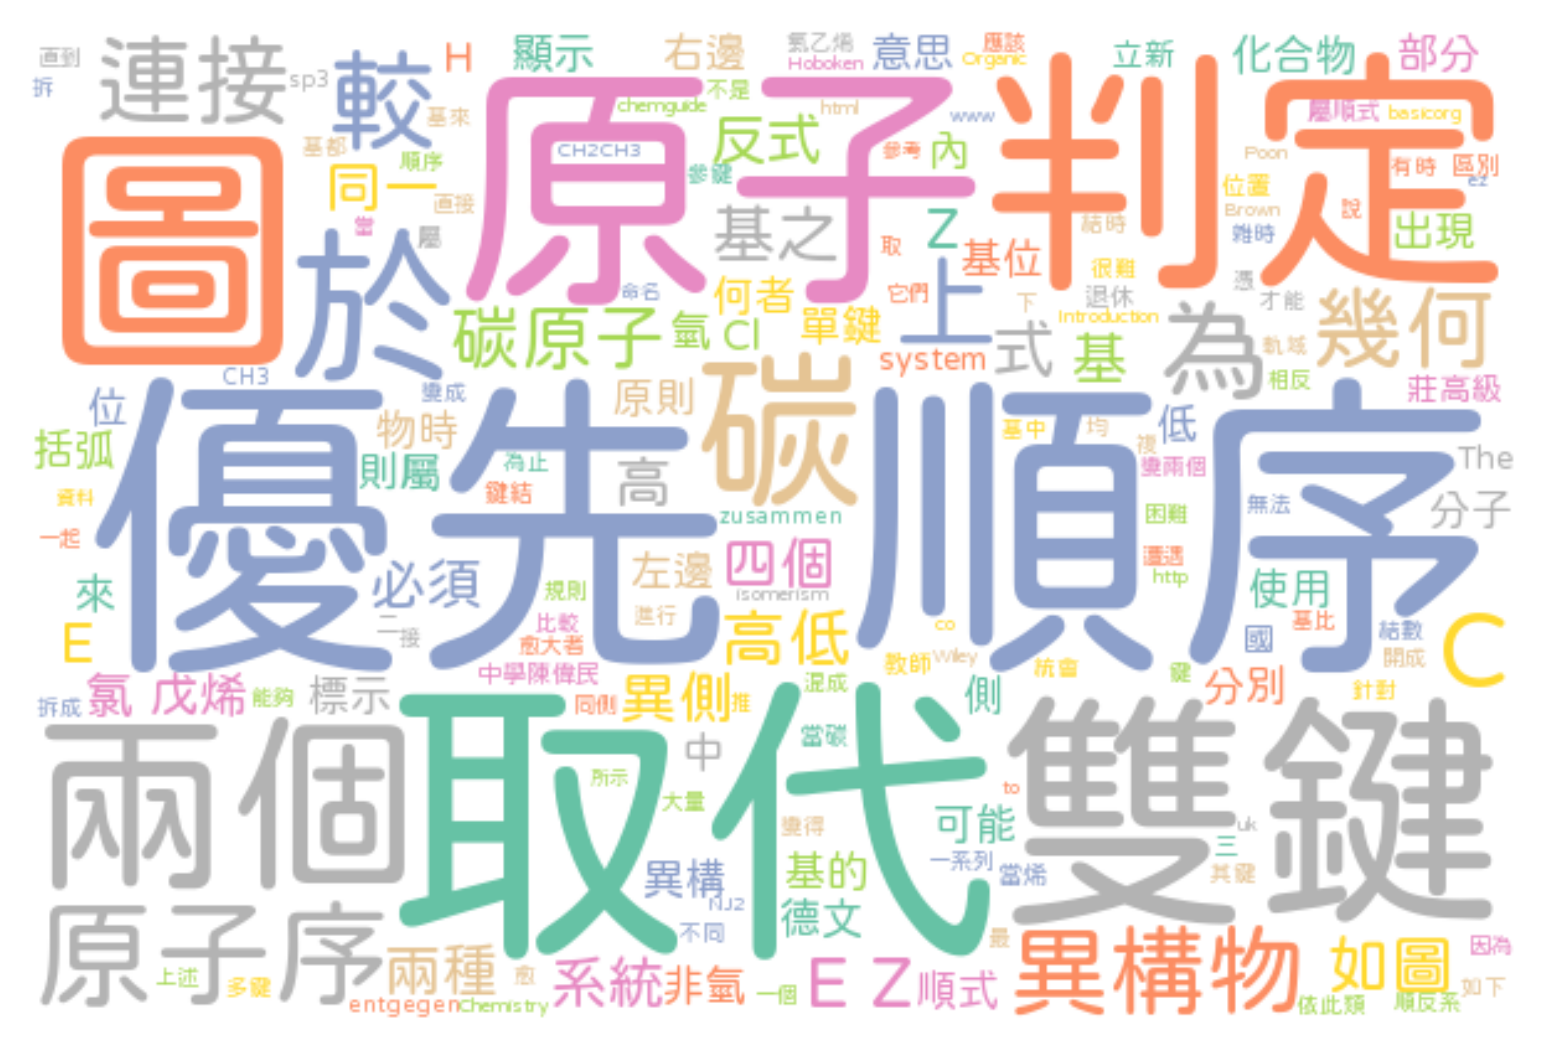 直到
拆
連接
sp3
較
H
顯示
右邊
氯乙烯
Hoboken
意思
Organic
應該
立新
化合物
部分
圖
基來
基都
順序
同一
直接
當
屬
原子
chemguide
不是
html
CH2CH3
反式
參考
內
www
參鍵
判定
屬順式
basicorg
Poon
有時
區別
ez
位置
Brown
說
出現
結時
雜時
於
基之
Z
取
基位
何者
它們
上
下
很難
退休
憑
才能
命名
碳原子
氫
Cl
單鍵
Introduction
system
式
基
為
幾何
軌域
相反
莊高級
CH3
位
變成
原則
碳
物時
括弧
則屬
為止
鍵結
資料
高
優先
順序
基中
均
低
複
變兩個
The
分子
無法
困難
遭遇
http
zusammen
一起
來
必須
規則
左邊
四個
isomerism
使用
E
二
接
比較
愈大者
進行
高低
co
國
基比
結數
開成
C
中學陳偉民
教師
Wiley
統會
鍵
分別
針對
拆成
氯
戊烯
能夠
標示
同側
異側
推
混成
側
兩個
取代
中
當碳
所示
大量
變得
to
雙鍵
可能
uk
三
一系列
當烯
其鍵
異構
NJ2
基的
德文
不同
最
原子序
上述
多鍵
兩種
愈
entgegen
Chemistry
系統
非氫
一個
E
Z
順式
異構物
如圖
因為
如下
依此類
順反系